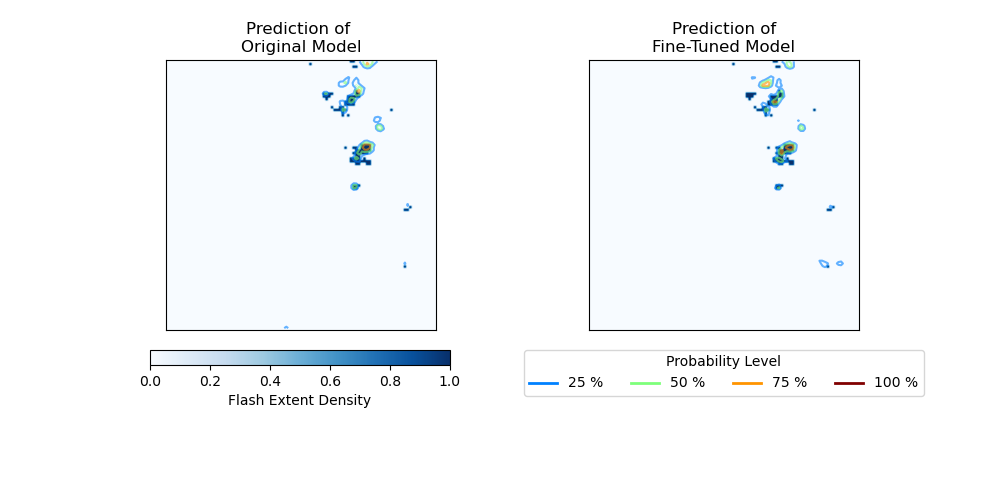 Prediction of
Original Model
Prediction of
Fine-Tuned Model
0.0 0.2 0.4 0.6 0.8 1.0
Flash Extent Density
Probability Level
25 % 50 % 75 % 100 %